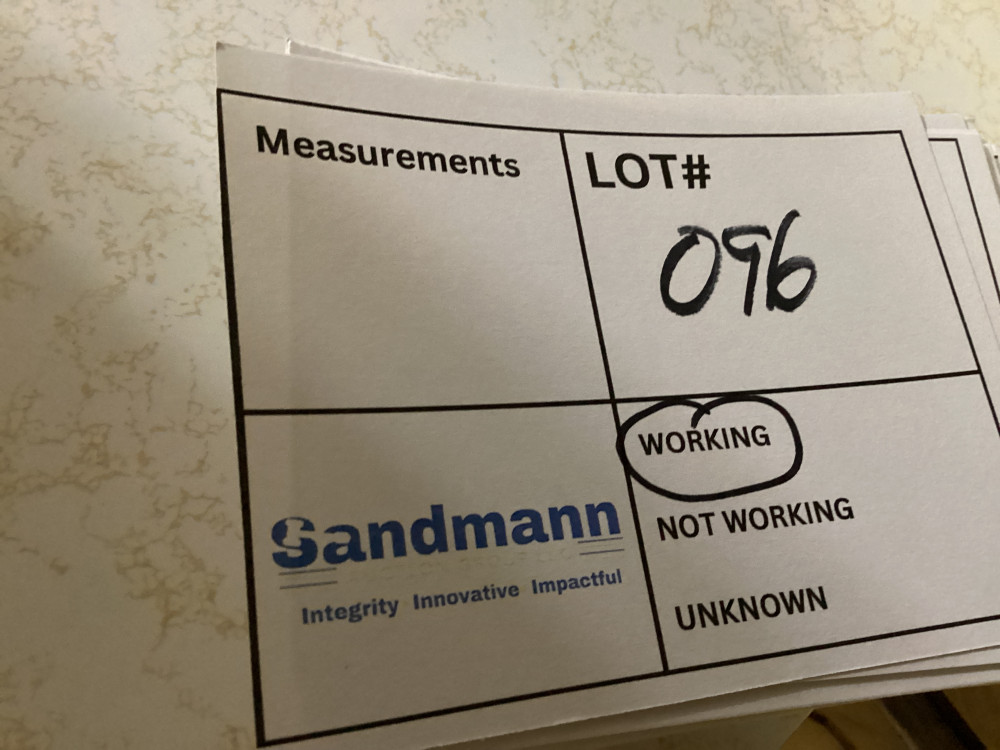 Measurements
LOT#
096
WORKING
NOT WORKING
UNKNOWN
Sandmann
Integrity Innovative Impactful